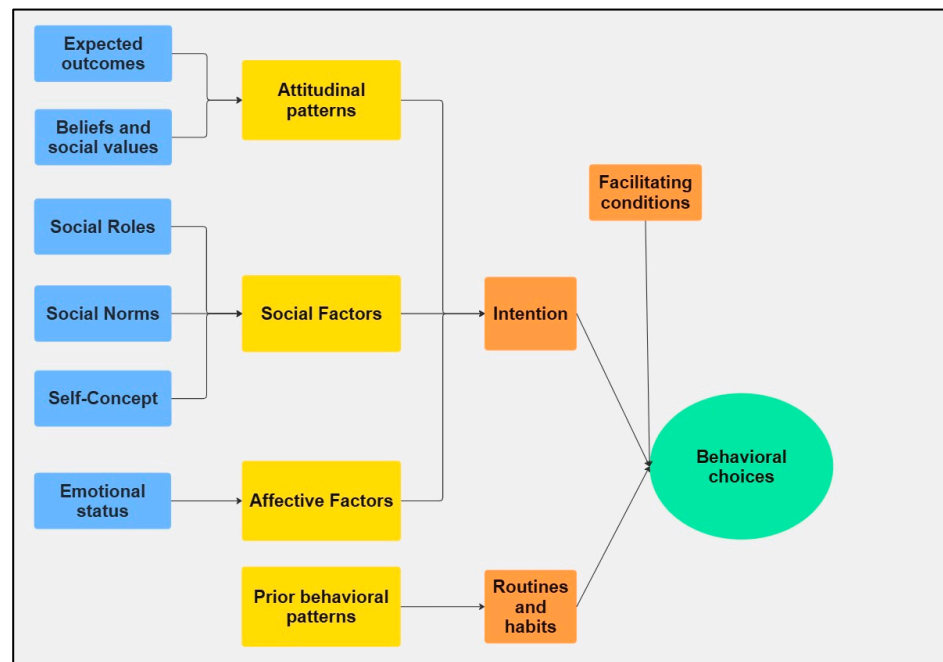 Expected
outcomes
Beliefs and
social values
Attitudinal
patterns
Social Roles
Social Norms
Self-Concept
Social Factors
Emotional
status
Affective Factors
Prior behavioral
patterns
Intention
Routines
and
habits
Facilitating
conditions
Behavioral
choices